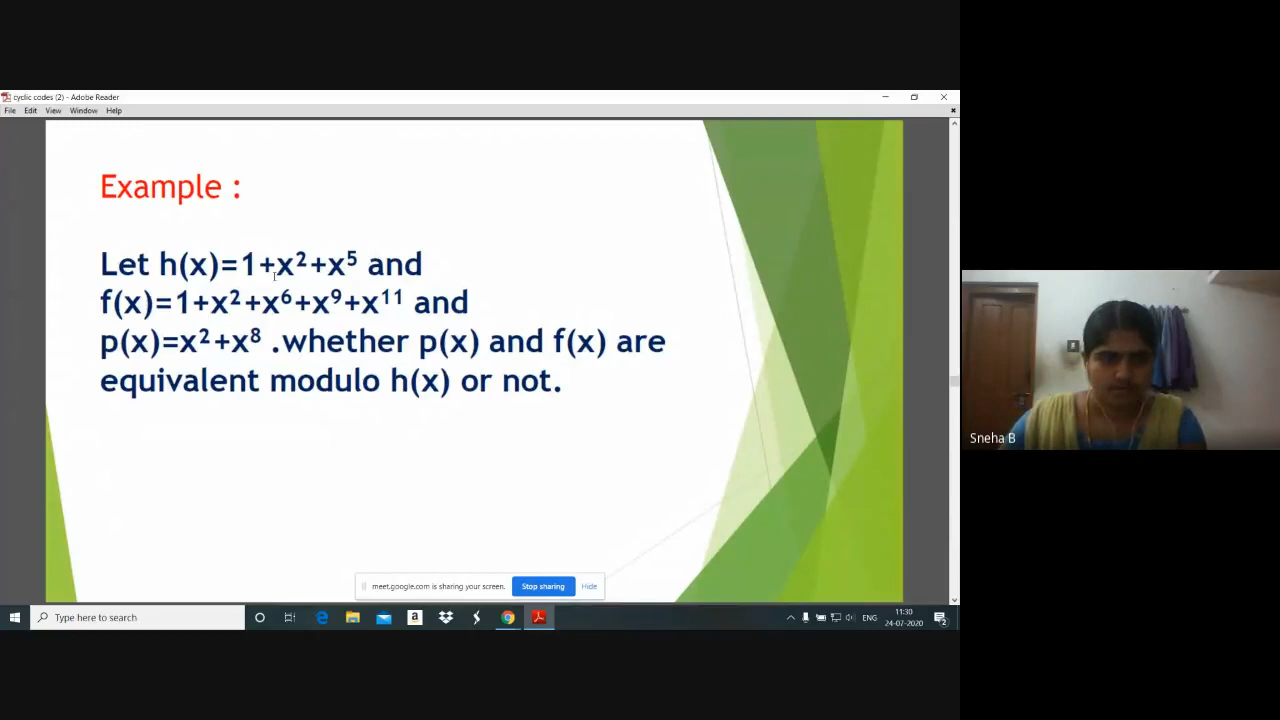 cyclic codes (2) - Adobe Reader
File Edit View Window Help
Example :
Let h(x)=1+x²+x⁵ and
f(x)=1+x²+x⁶+x⁹+x¹¹ and
p(x)=x²+x⁸ .whether p(x) and f(x) are
equivalent modulo h(x) or not.
Sneha B
meet.google.com is sharing your screen. Stop sharing Hide
Type here to search
ENG
11:30
24-07-2020
2